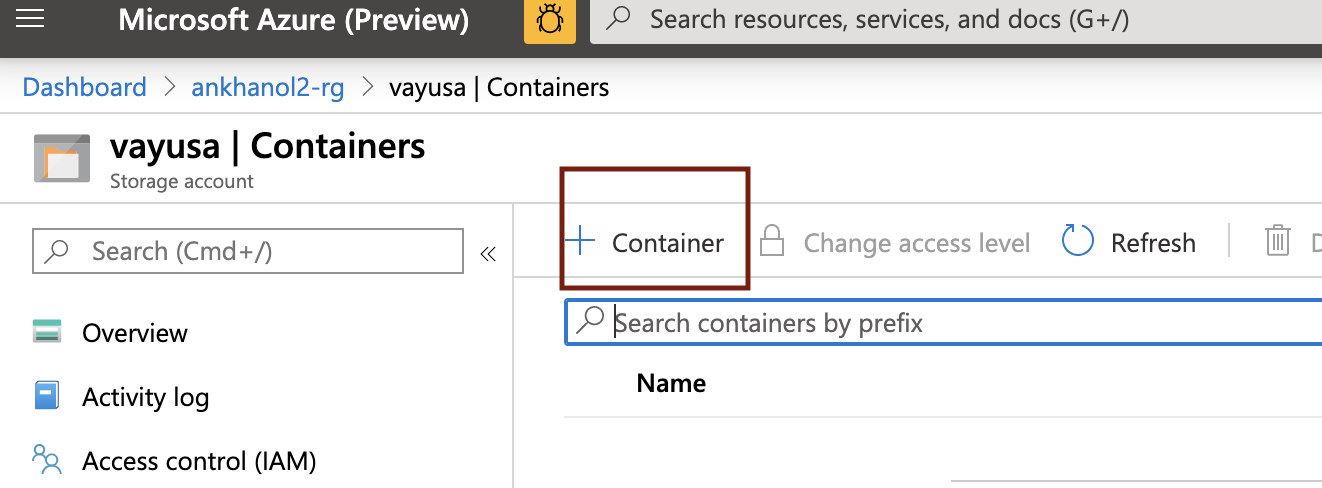 Microsoft Azure (Preview) Search resources, services, and docs (G+/)
Dashboard > ankhanol2-rg > vayusa | Containers
vayusa | Containers
Storage account
Search (Cmd+/) «
+ Container Change access level Refresh D
Search containers by prefix
Name
Overview
Activity log
Access control (IAM)